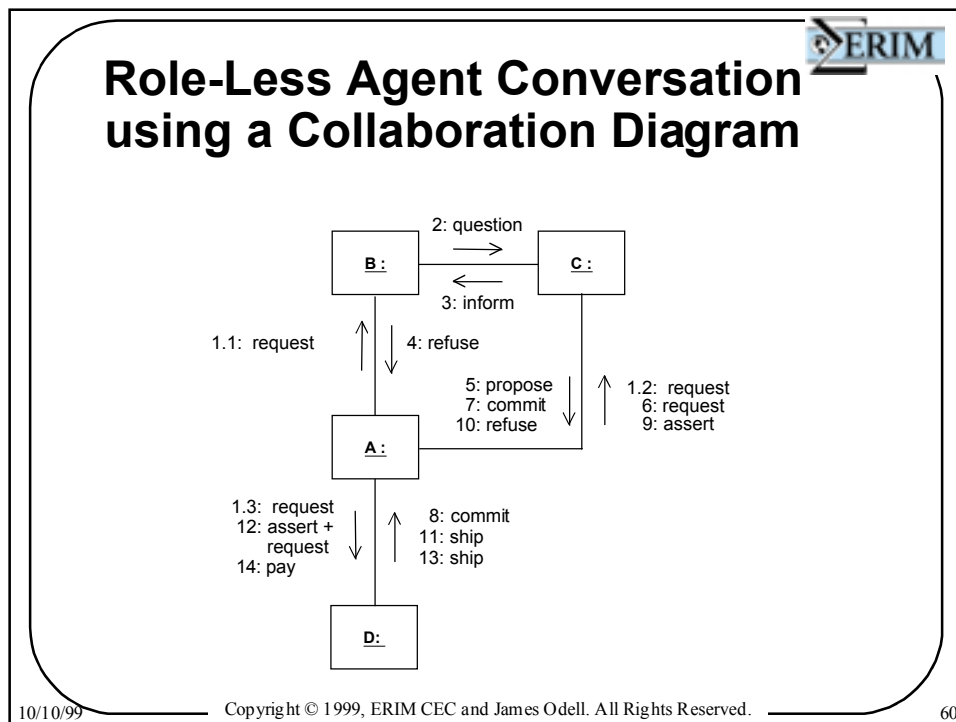 ERIM
Role-Less Agent Conversation
using a Collaboration Diagram
2: question
B :
C :
3: inform
1.1: request
4: refuse
5: propose
7: commit
10: refuse
1.2: request
6: request
9: assert
A :
1.3: request
12: assert +
request
14: pay
8: commit
11: ship
13: ship
D:
10/10/99
Copyright © 1999, ERIM CEC and James Odell. All Rights Reserved.
60